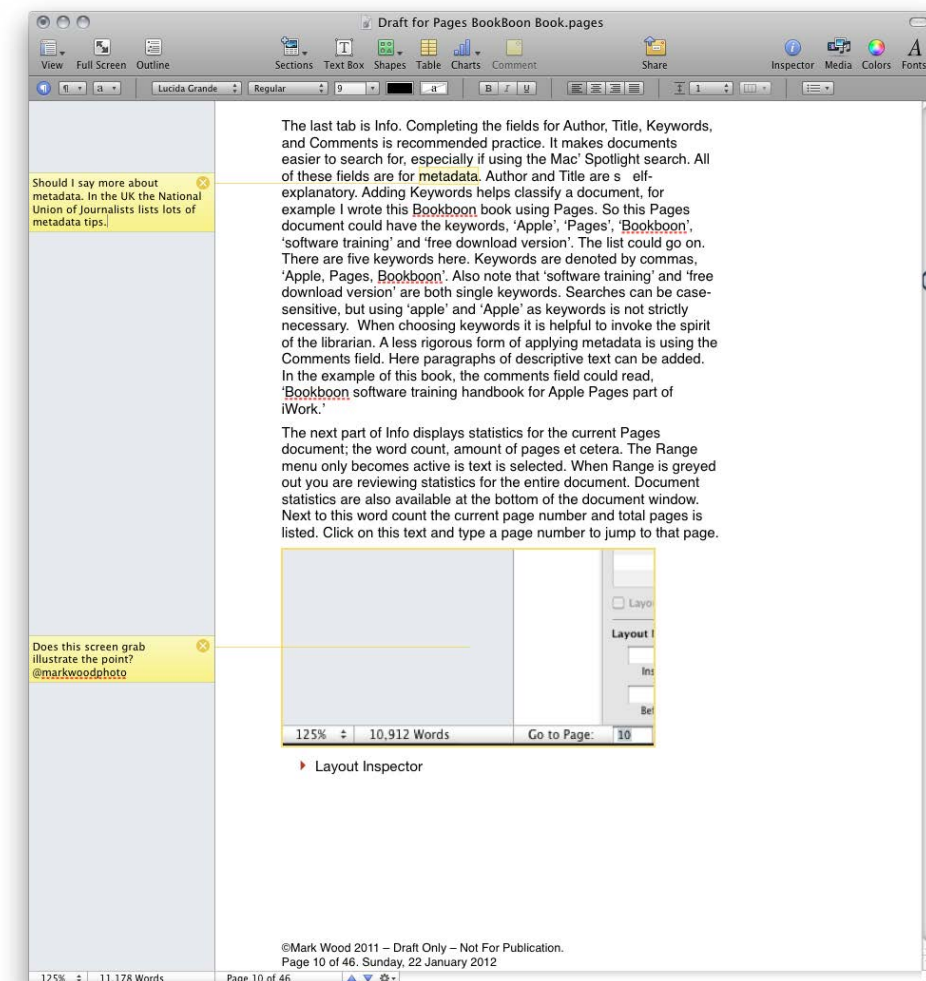 Draft for Pages BookBoon Book.pages
View Full Screen Outline Sections Text Box Shapes Table Charts Comment Share Inspector Media Colors Fonts
¶ a Lucida Grande Regular 9 a B I U 1
The last tab is Info. Completing the fields for Author, Title, Keywords,
and Comments is recommended practice. It makes documents
easier to search for, especially if using the Mac’ Spotlight search. All
of these fields are for metadata. Author and Title are s elf-
explanatory. Adding Keywords helps classify a document, for
example I wrote this Bookboon book using Pages. So this Pages
document could have the keywords, ‘Apple’, ‘Pages’, ‘Bookboon’,
‘software training’ and ‘free download version’. The list could go on.
There are five keywords here. Keywords are denoted by commas,
‘Apple, Pages, Bookboon’. Also note that ‘software training’ and ‘free
download version’ are both single keywords. Searches can be case-
sensitive, but using ‘apple’ and ‘Apple’ as keywords is not strictly
necessary. When choosing keywords it is helpful to invoke the spirit
of the librarian. A less rigorous form of applying metadata is using the
Comments field. Here paragraphs of descriptive text can be added.
In the example of this book, the comments field could read,
‘Bookboon software training handbook for Apple Pages part of
iWork.’
Should I say more about
metadata. In the UK the National
Union of Journalists lists lots of
metadata tips.
The next part of Info displays statistics for the current Pages
document; the word count, amount of pages et cetera. The Range
menu only becomes active is text is selected. When Range is greyed
out you are reviewing statistics for the entire document. Document
statistics are also available at the bottom of the document window.
Next to this word count the current page number and total pages is
listed. Click on this text and type a page number to jump to that page.
Does this screen grab
illustrate the point?
@markwoodphoto
Layo
Layout I
Ins
Bef
125% 10,912 Words Go to Page: 10
Layout Inspector
©Mark Wood 2011 – Draft Only – Not For Publication.
Page 10 of 46. Sunday, 22 January 2012
125% 11,178 Words Page 10 of 46